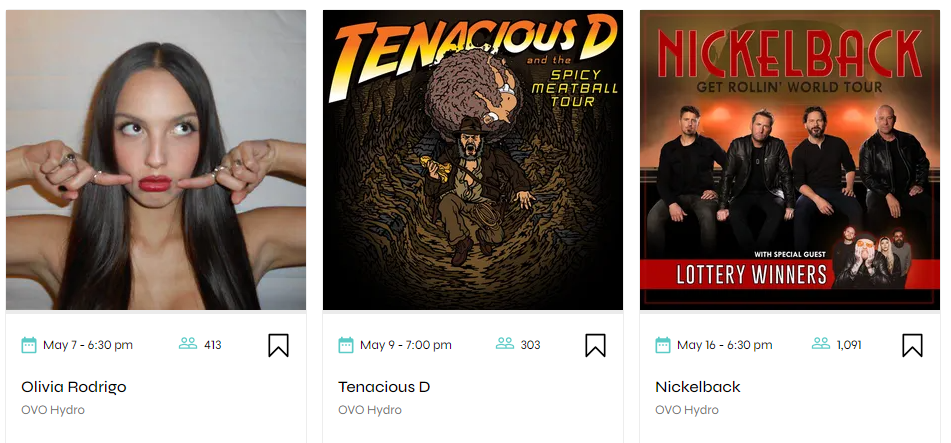 TENACIOUS D
and the
SPICY
MEATBALL
TOUR
NICKELBACK
GET ROLLIN' WORLD TOUR
WITH SPECIAL GUEST
LOTTERY WINNERS
May 7 - 6:30 pm
413
May 9 - 7:00 pm
303
May 16 - 6:30 pm
1,091
Olivia Rodrigo
Tenacious D
Nickelback
OVO Hydro
OVO Hydro
OVO Hydro